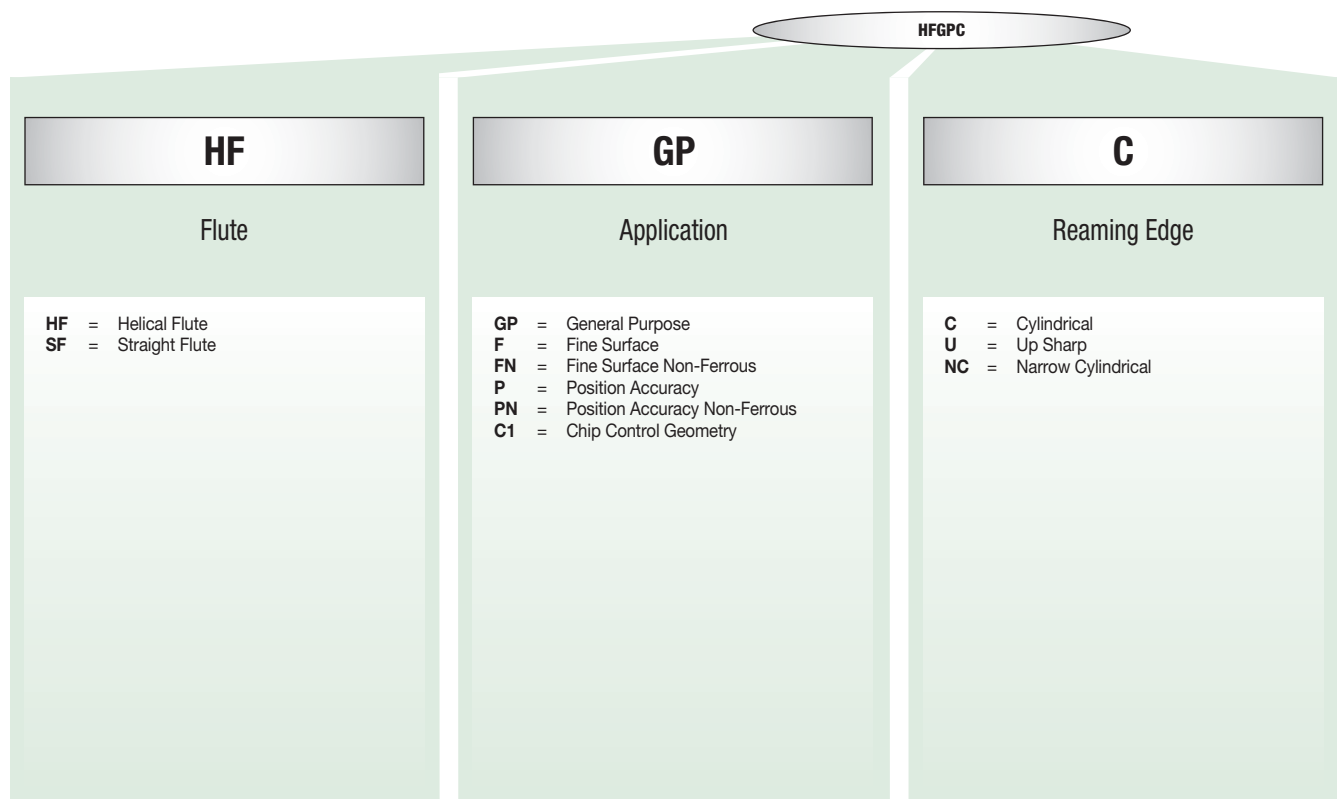 HFGPC
HF
Flute
HF = Helical Flute
SF = Straight Flute
GP
Application
GP = General Purpose
F = Fine Surface
FN = Fine Surface Non-Ferrous
P = Position Accuracy
PN = Position Accuracy Non-Ferrous
C1 = Chip Control Geometry
C
Reaming Edge
C = Cylindrical
U = Up Sharp
NC = Narrow Cylindrical